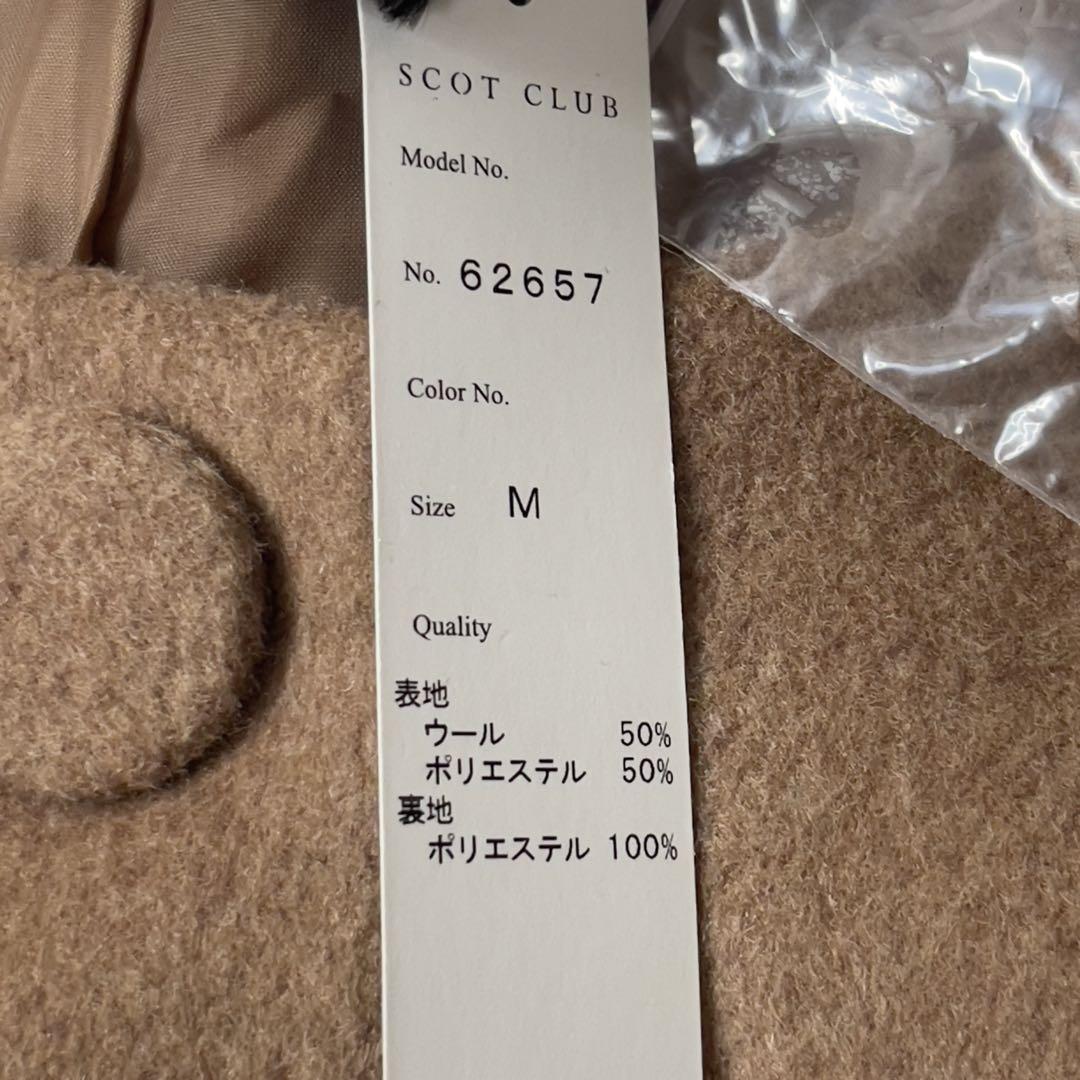 SCOT CLUB
Model No.
No. 62657
Color No.
Size M
Quality
表地
ウール 50%
ポリエステル 50%
裏地
ポリエステル 100%